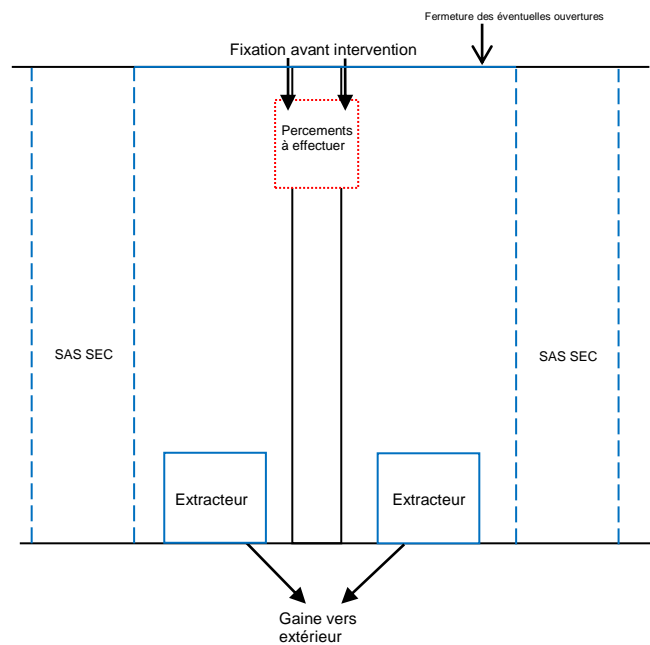 Fermeture des éventuelles ouvertures
Fixation avant intervention
Percements
à effectuer
SAS SEC
SAS SEC
Extracteur
Extracteur
Gaine vers
extérieur